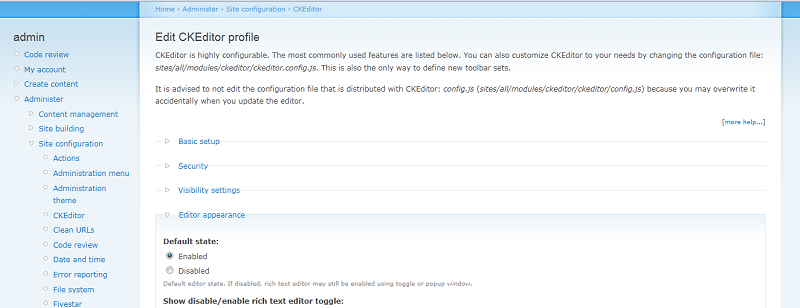 Home › Administer › Site configuration › CKEditor
admin
Code review
My account
Create content
Administer
Content management
Site building
Site configuration
Actions
Administration menu
Administration
theme
CKEditor
Clean URLs
Code review
Date and time
Error reporting
File system
Fivestar
Edit CKEditor profile
CKEditor is highly configurable. The most commonly used features are listed below. You can also customize CKEditor to your needs by changing the configuration file:
sites/all/modules/ckeditor/ckeditor.config.js. This is also the only way to define new toolbar sets.
It is advised to not edit the configuration file that is distributed with CKEditor: config.js (sites/all/modules/ckeditor/ckeditor/config.js) because you may overwrite it
accidentally when you update the editor.
[more help...]
Basic setup
Security
Visibility settings
Editor appearance
Default state:
Enabled
Disabled
Default editor state. If disabled, rich text editor may still be enabled using toggle or popup window.
Show disable/enable rich text editor toggle: